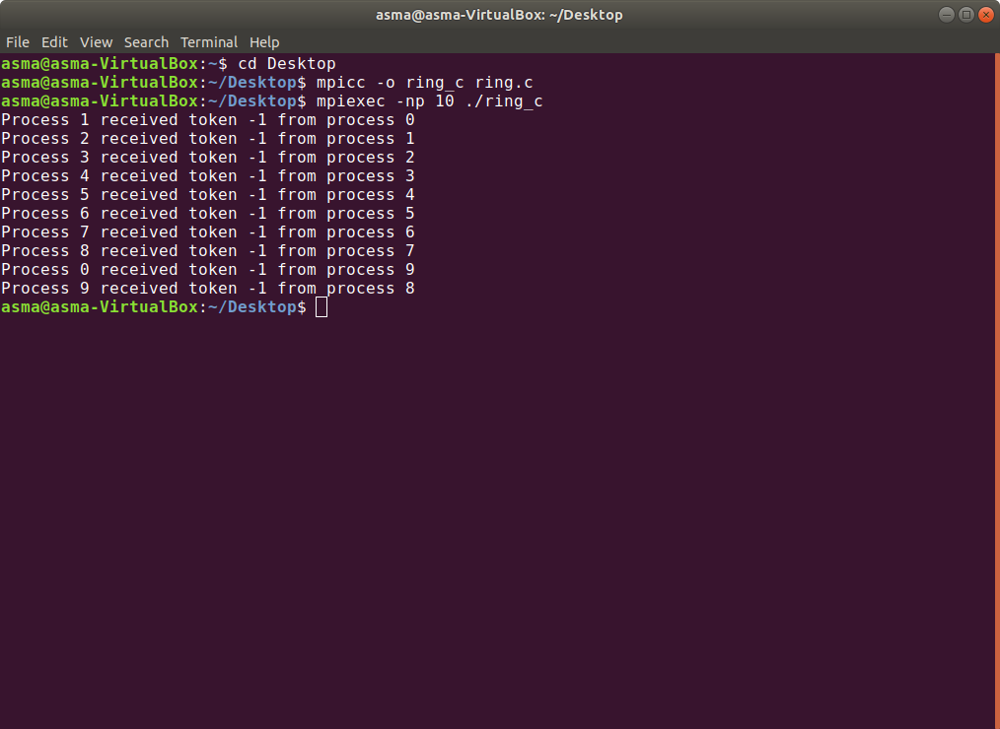 asma@asma-VirtualBox: ~/Desktop
File Edit View Search Terminal Help
asma@asma-VirtualBox:~$ cd Desktop
asma@asma-VirtualBox:~/Desktop$ mpicc -o ring_c ring.c
asma@asma-VirtualBox:~/Desktop$ mpiexec -np 10 ./ring_c
Process 1 received token -1 from process 0
Process 2 received token -1 from process 1
Process 3 received token -1 from process 2
Process 4 received token -1 from process 3
Process 5 received token -1 from process 4
Process 6 received token -1 from process 5
Process 7 received token -1 from process 6
Process 8 received token -1 from process 7
Process 0 received token -1 from process 9
Process 9 received token -1 from process 8
asma@asma-VirtualBox:~/Desktop$